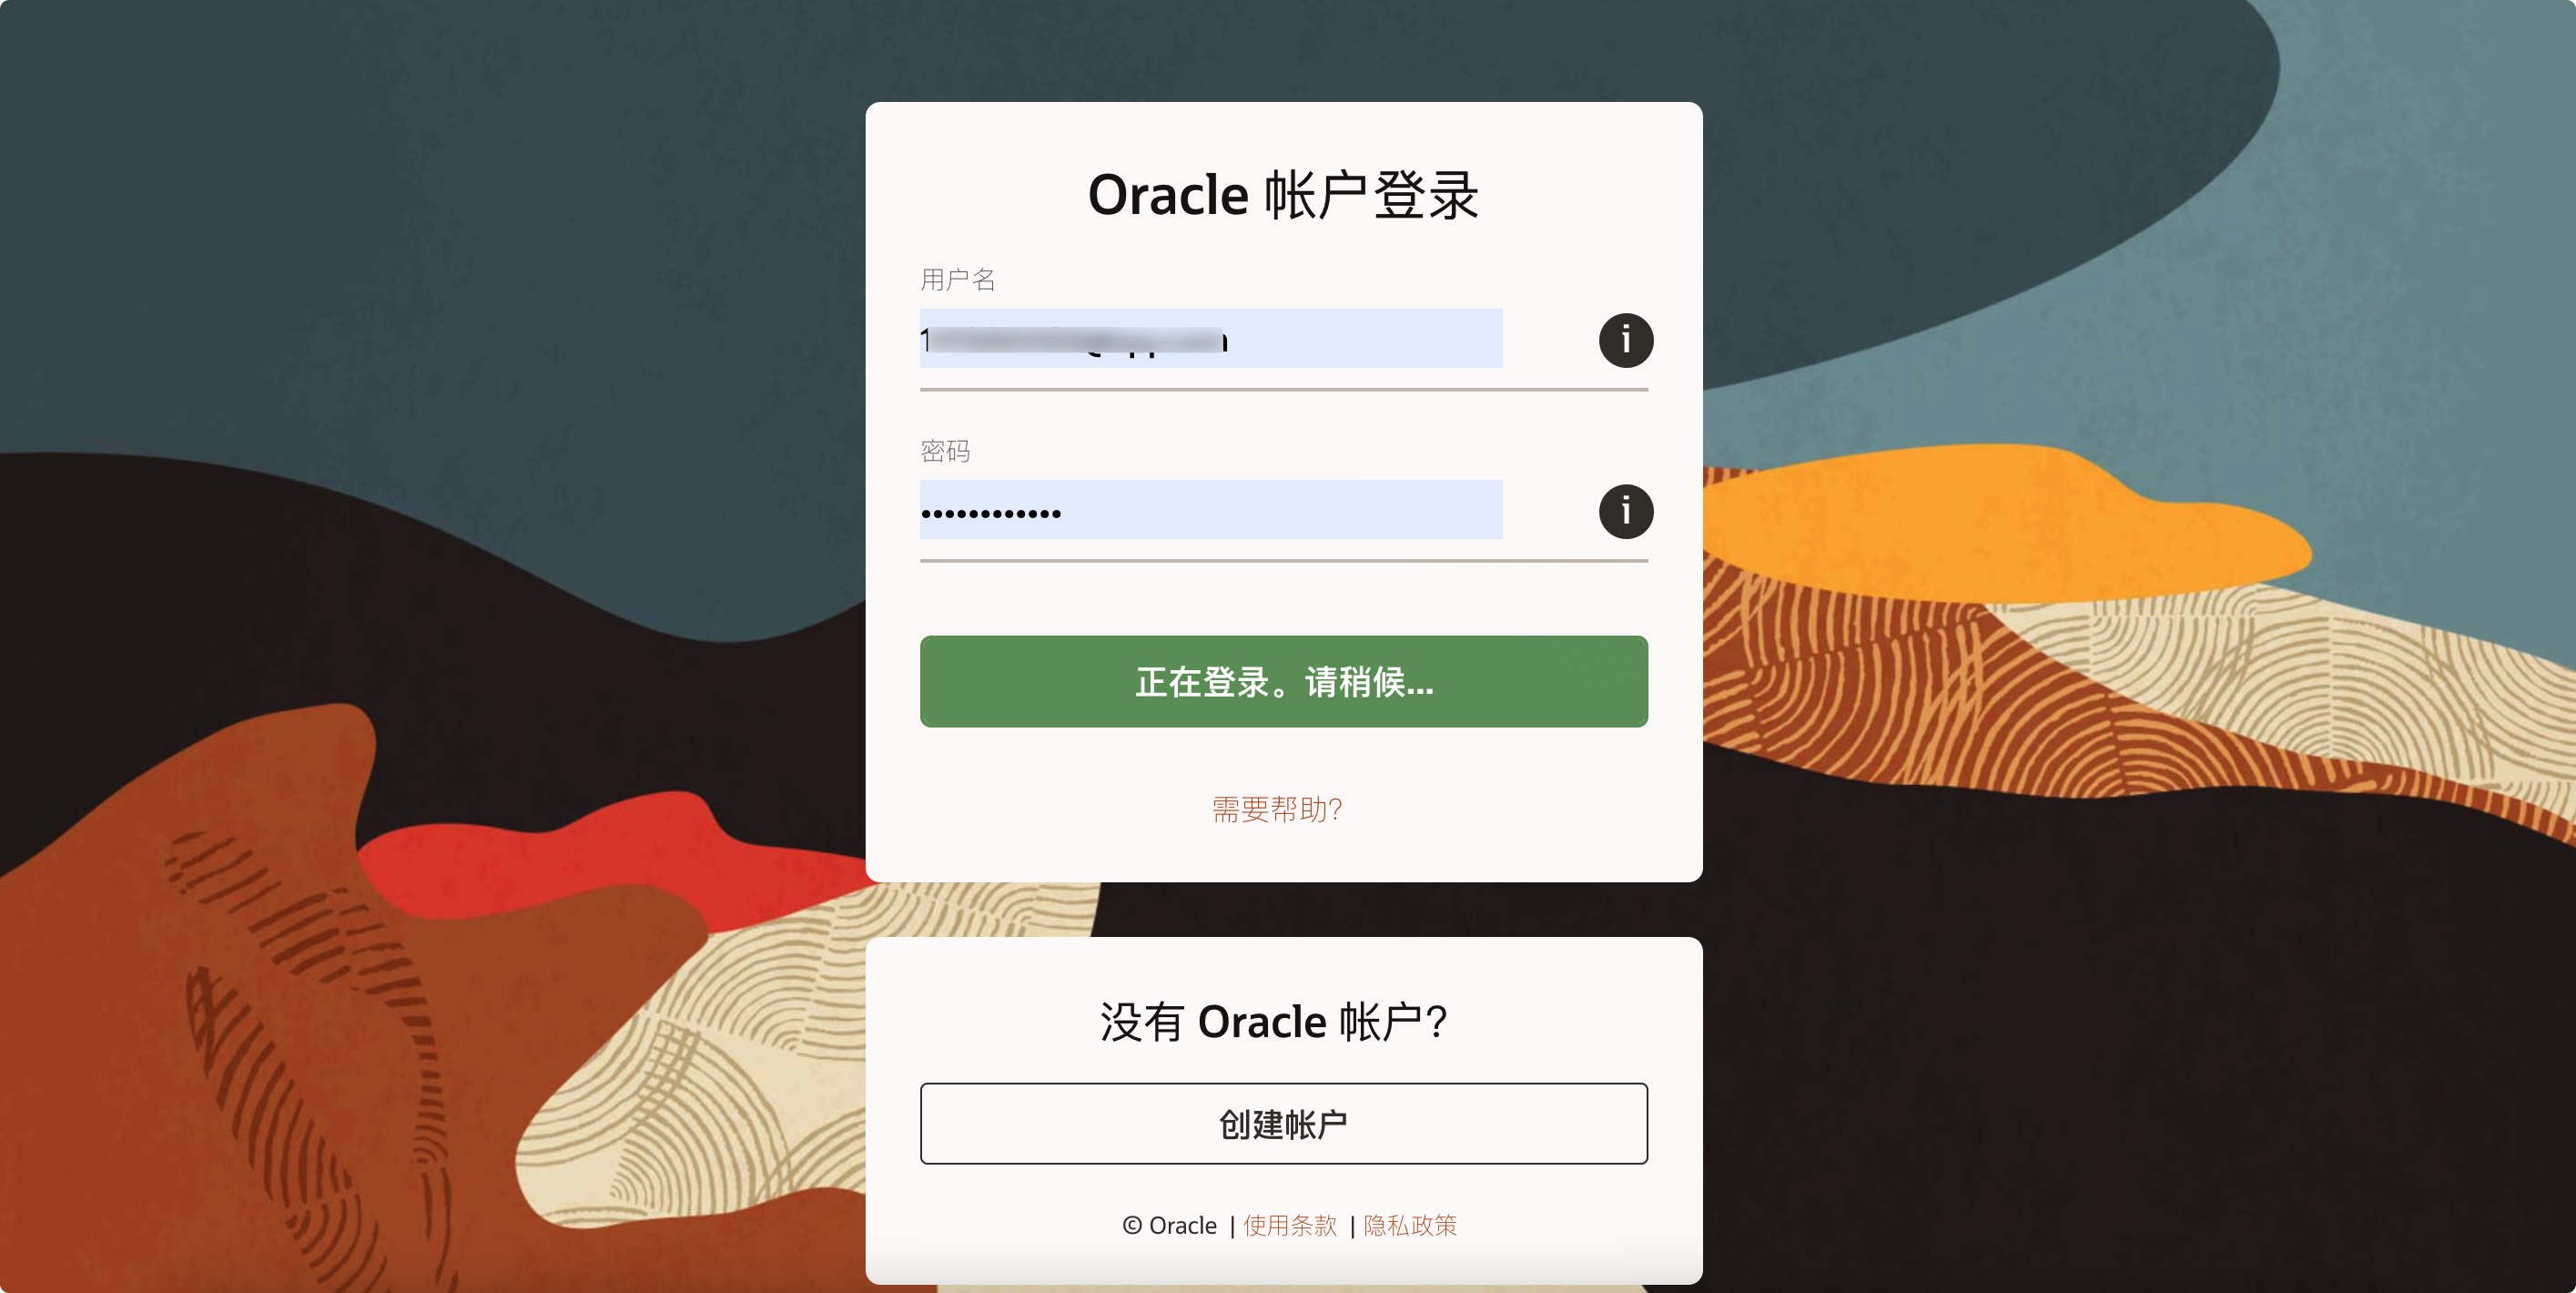 Oracle 帐户登录
用户名
密码
••••••••••••
正在登录。请稍候...
需要帮助?
没有 Oracle 帐户?
创建帐户
© Oracle | 使用条款 | 隐私政策